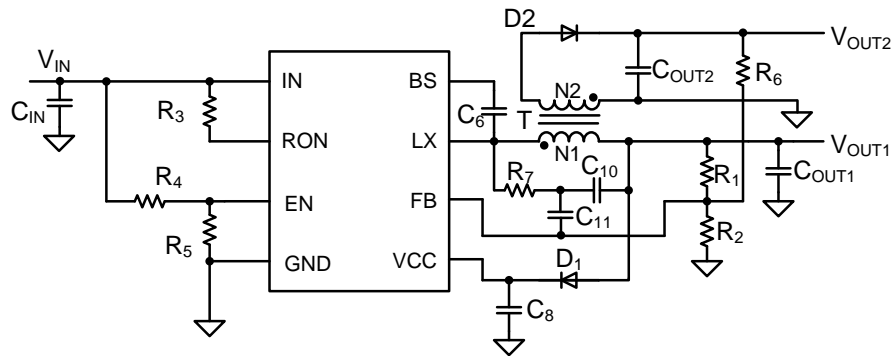 D2
VOUT2
VIN
IN
BS
COUT2
R6
N2
CIN
R3
C6
T
RON
LX
N1
VOUT1
R7
C10
R1
COUT1
R4
EN
FB
C11
R2
R5
GND
VCC
D1
C8